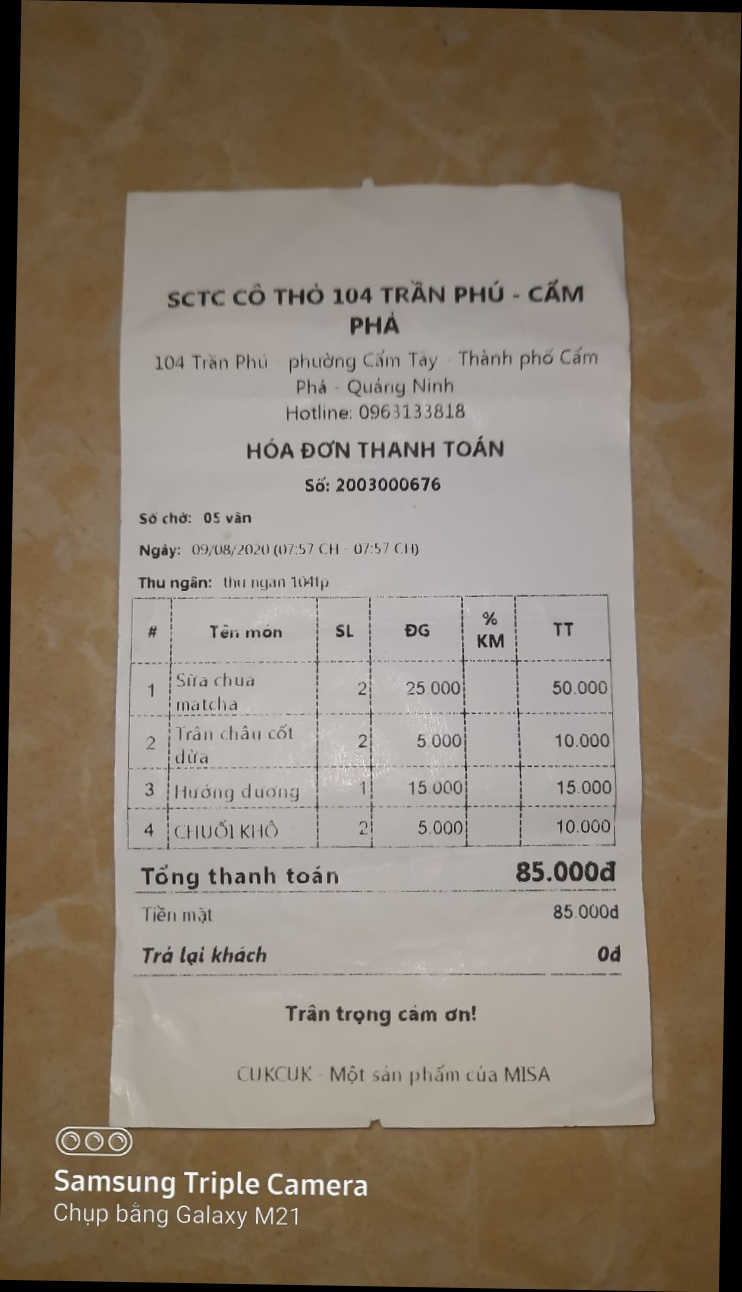 SCTC CÔ THỎ 104 TRẦN PHÚ - CẨM
PHẢ
104 Trần Phú - phường Cẩm Tây - Thành phố Cẩm
Phả - Quảng Ninh
Hotline: 0963133818
HÓA ĐƠN THANH TOÁN
Số: 2003000676
Số chờ: 05 vân
Ngày: 09/08/2020 (07:57 CH - 07:57 CH)
Thu ngân: thu ngan 104tp
# Tên món SL ĐG % KM TT
1 Sữa chua matcha 2 25.000 50.000
2 Trân châu cốt dừa 2 5.000 10.000
3 Hướng dương 1 15.000 15.000
4 CHUỐI KHÔ 2 5.000 10.000
Tổng thanh toán 85.000đ
Tiền mặt 85.000đ
Trả lại khách 0đ
Trân trọng cảm ơn!
CUKCUK - Một sản phẩm của MISA
Samsung Triple Camera
Chụp bằng Galaxy M21